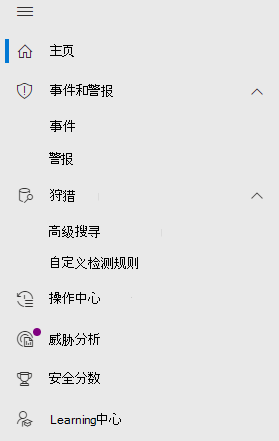 主页
事件和警报
事件
警报
狩猎
高级搜寻
自定义检测规则
操作中心
威胁分析
安全分数
Learning中心